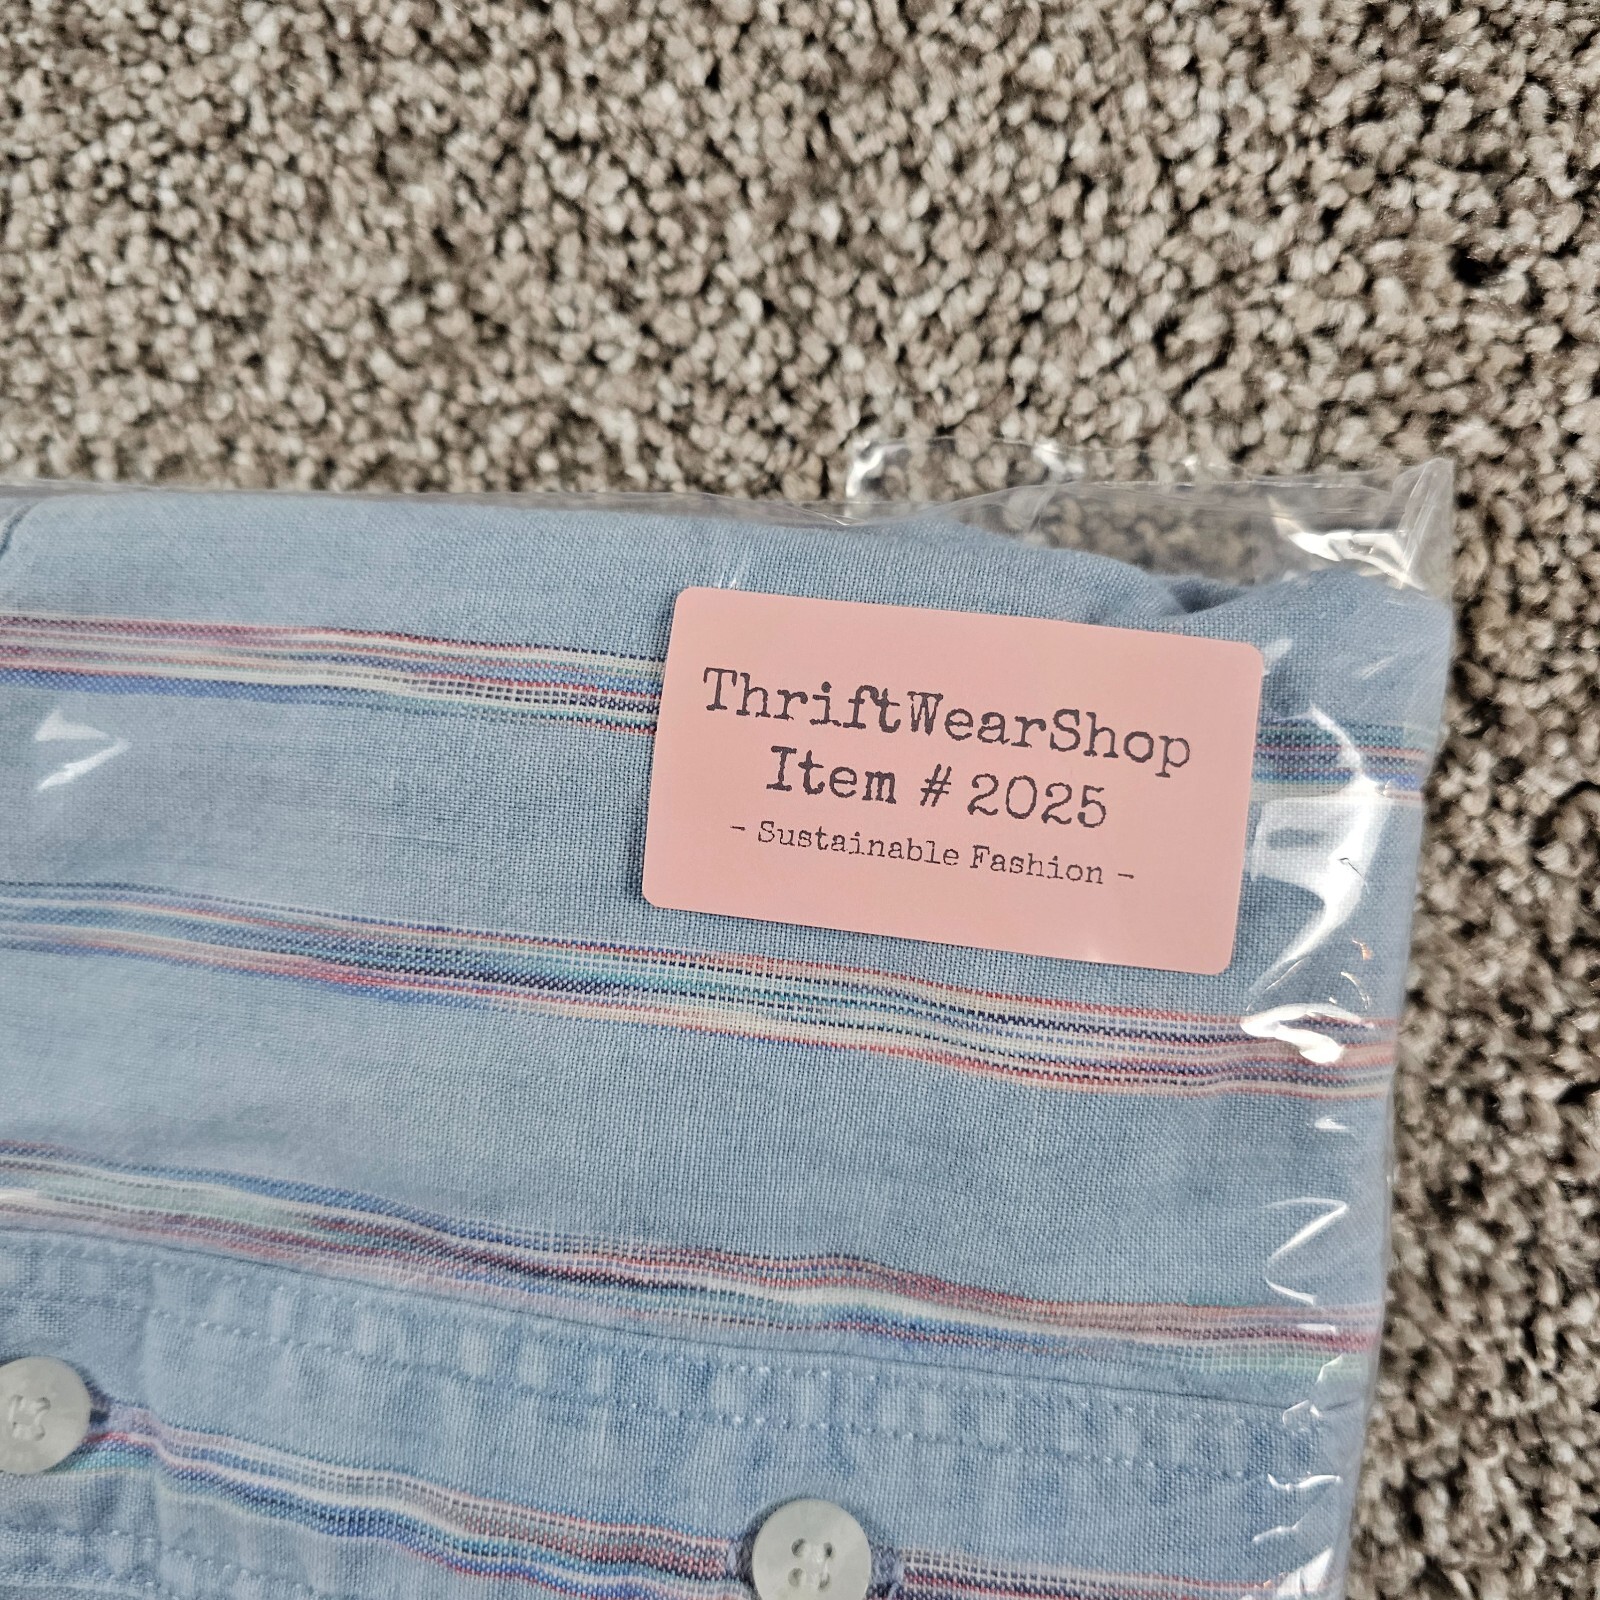 ThriftWearShop
Item # 2025
- Sustainable Fashion -